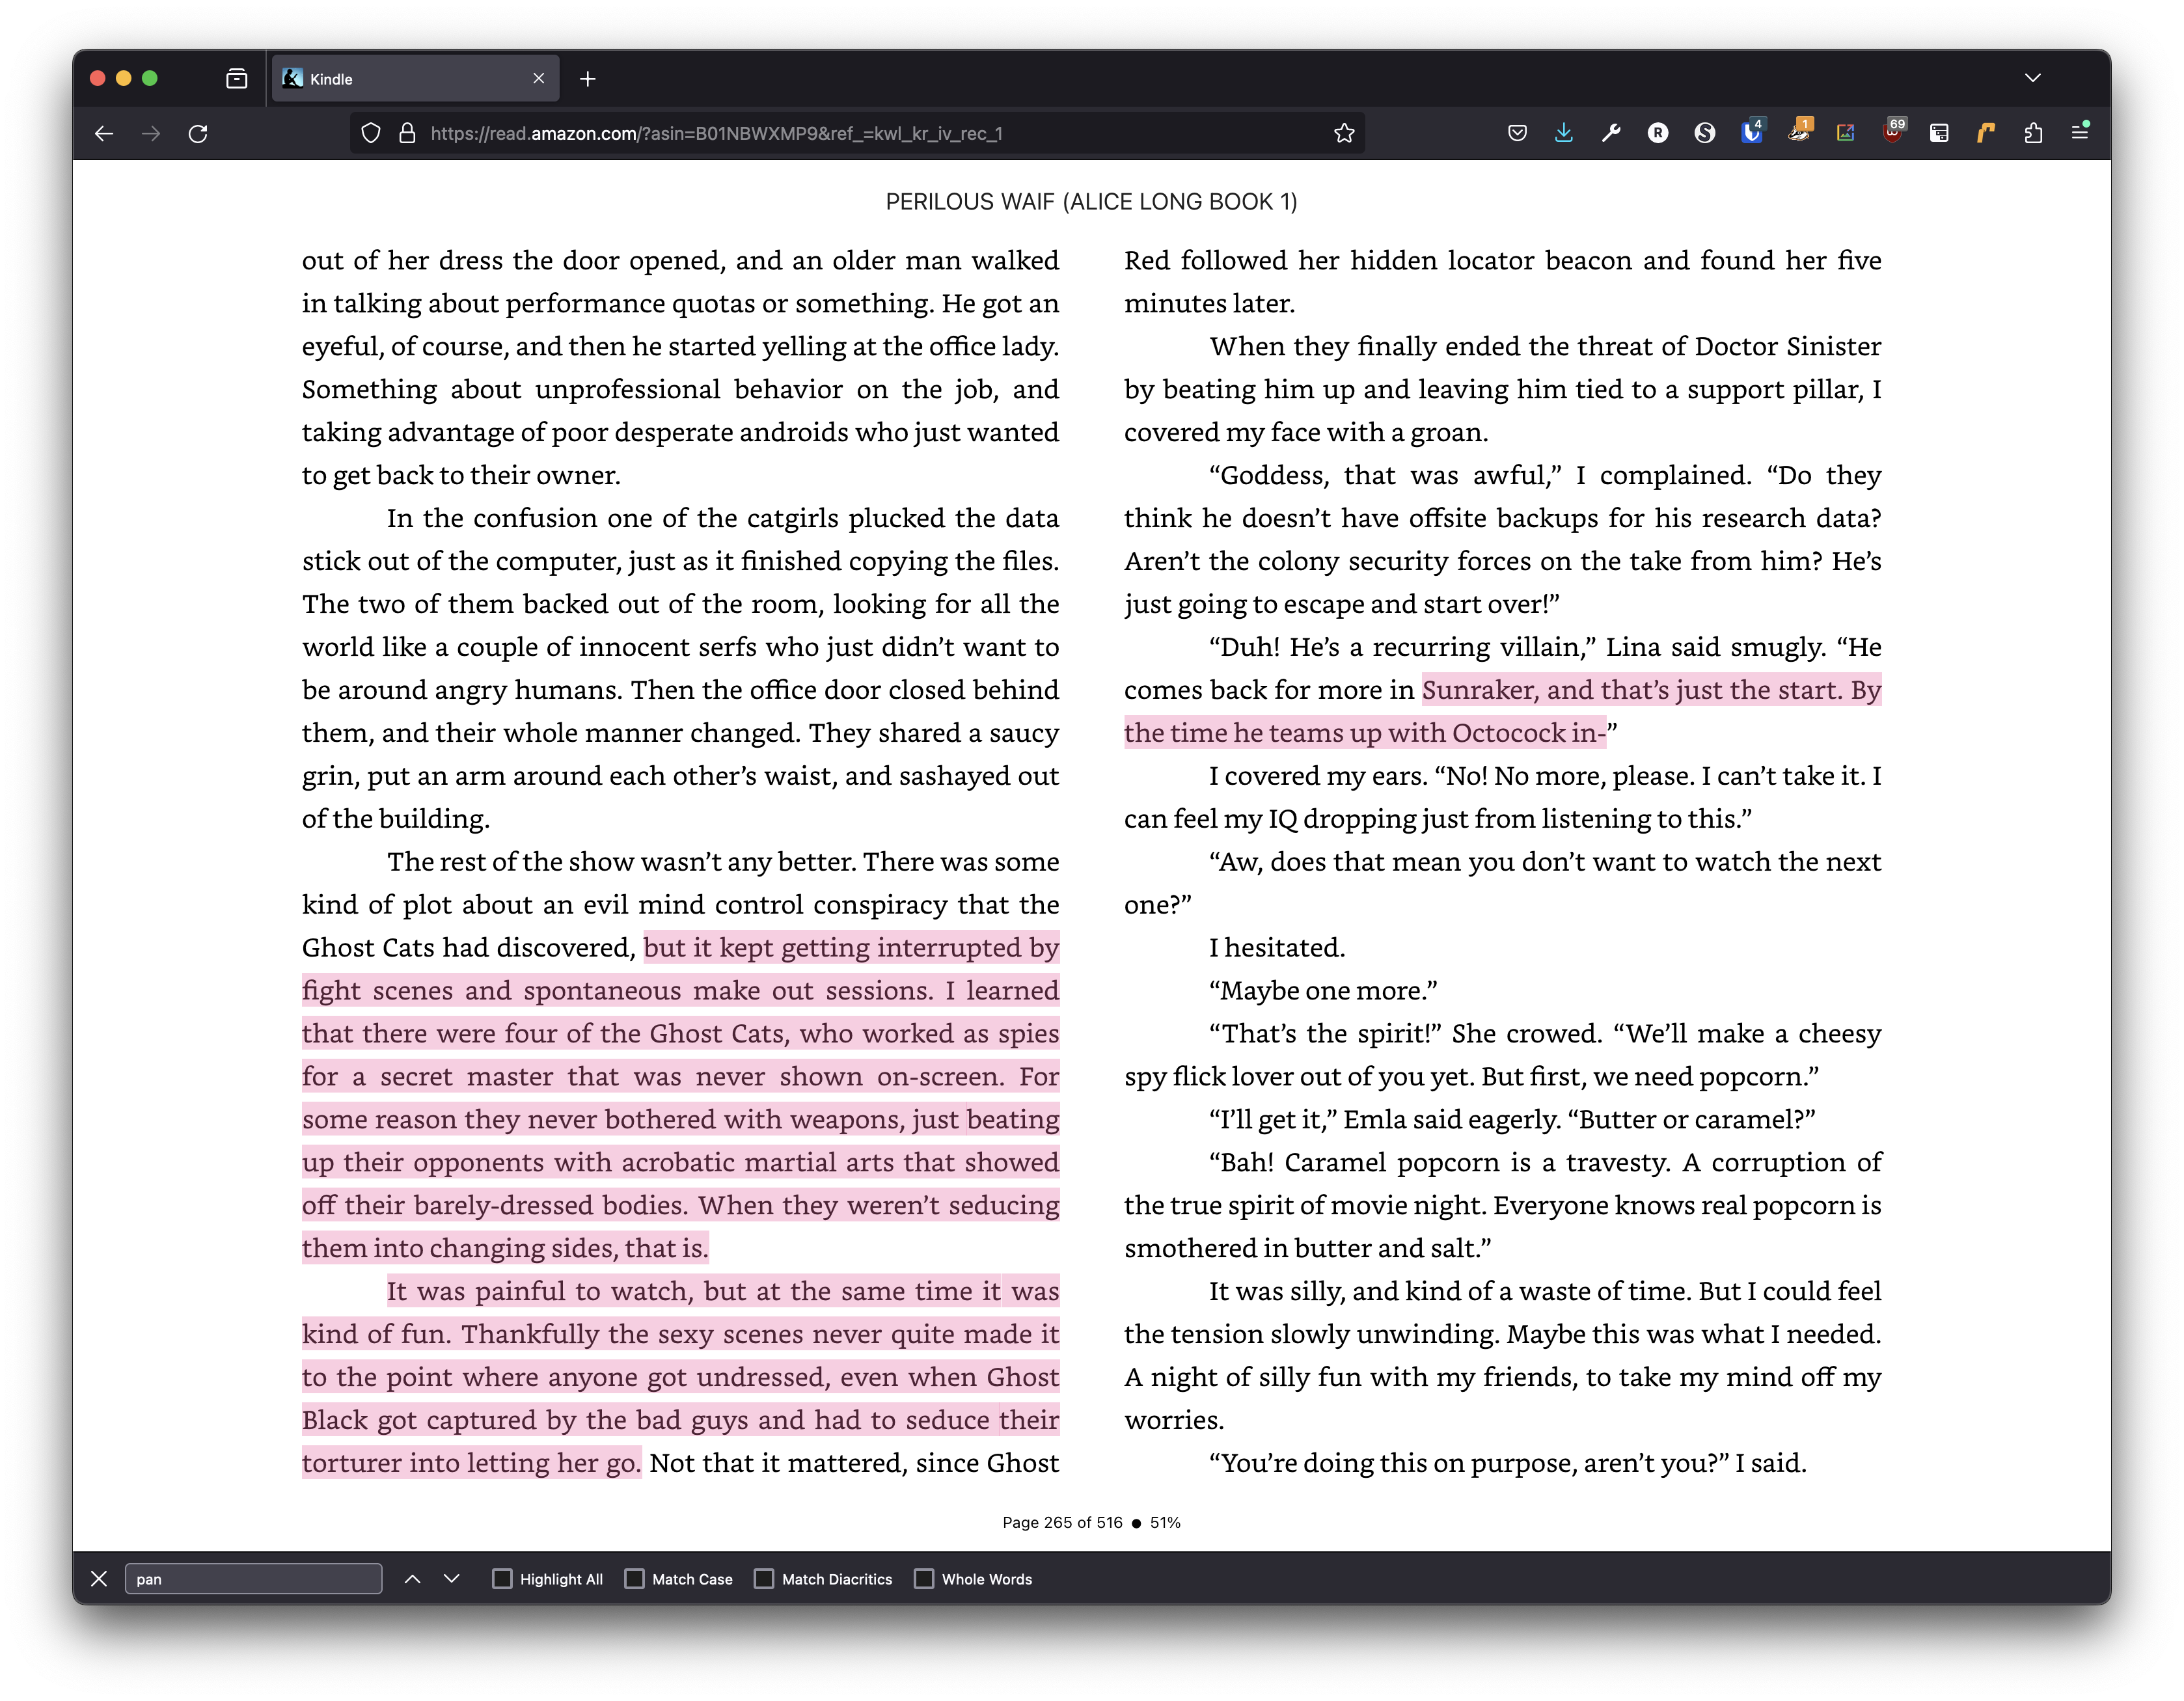 Kindle
https://read.amazon.com/?asin=B01NBWXMP9&ref_=kwl_kr_iv_rec_1
R
4
1
69
PERILOUS WAIF (ALICE LONG BOOK 1)
out of her dress the door opened, and an older man walked
in talking about performance quotas or something. He got an
eyeful, of course, and then he started yelling at the office lady.
Something about unprofessional behavior on the job, and
taking advantage of poor desperate androids who just wanted
to get back to their owner.
In the confusion one of the catgirls plucked the data
stick out of the computer, just as it finished copying the files.
The two of them backed out of the room, looking for all the
world like a couple of innocent serfs who just didn’t want to
be around angry humans. Then the office door closed behind
them, and their whole manner changed. They shared a saucy
grin, put an arm around each other’s waist, and sashayed out
of the building.
The rest of the show wasn’t any better. There was some
kind of plot about an evil mind control conspiracy that the
Ghost Cats had discovered, but it kept getting interrupted by
fight scenes and spontaneous make out sessions. I learned
that there were four of the Ghost Cats, who worked as spies
for a secret master that was never shown on-screen. For
some reason they never bothered with weapons, just beating
up their opponents with acrobatic martial arts that showed
off their barely-dressed bodies. When they weren’t seducing
them into changing sides, that is.
It was painful to watch, but at the same time it was
kind of fun. Thankfully the sexy scenes never quite made it
to the point where anyone got undressed, even when Ghost
Black got captured by the bad guys and had to seduce their
torturer into letting her go. Not that it mattered, since Ghost
Red followed her hidden locator beacon and found her five
minutes later.
When they finally ended the threat of Doctor Sinister
by beating him up and leaving him tied to a support pillar, I
covered my face with a groan.
“Goddess, that was awful,” I complained. “Do they
think he doesn’t have offsite backups for his research data?
Aren’t the colony security forces on the take from him? He’s
just going to escape and start over!”
“Duh! He’s a recurring villain,” Lina said smugly. “He
comes back for more in Sunraker, and that’s just the start. By
the time he teams up with Octocock in-”
I covered my ears. “No! No more, please. I can’t take it. I
can feel my IQ dropping just from listening to this.”
“Aw, does that mean you don’t want to watch the next
one?”
I hesitated.
“Maybe one more.”
“That’s the spirit!” She crowed. “We’ll make a cheesy
spy flick lover out of you yet. But first, we need popcorn.”
“I’ll get it,” Emla said eagerly. “Butter or caramel?”
“Bah! Caramel popcorn is a travesty. A corruption of
the true spirit of movie night. Everyone knows real popcorn is
smothered in butter and salt.”
It was silly, and kind of a waste of time. But I could feel
the tension slowly unwinding. Maybe this was what I needed.
A night of silly fun with my friends, to take my mind off my
worries.
“You’re doing this on purpose, aren’t you?” I said.
Page 265 of 516 ● 51%
pan
Highlight All
Match Case
Match Diacritics
Whole Words